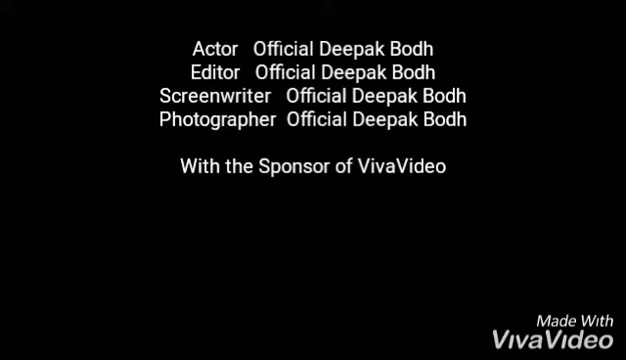 Actor Official Deepak Bodh
Editor Official Deepak Bodh
Screenwriter Official Deepak Bodh
Photographer Official Deepak Bodh
With the Sponsor of VivaVideo
Made With
VivaVideo